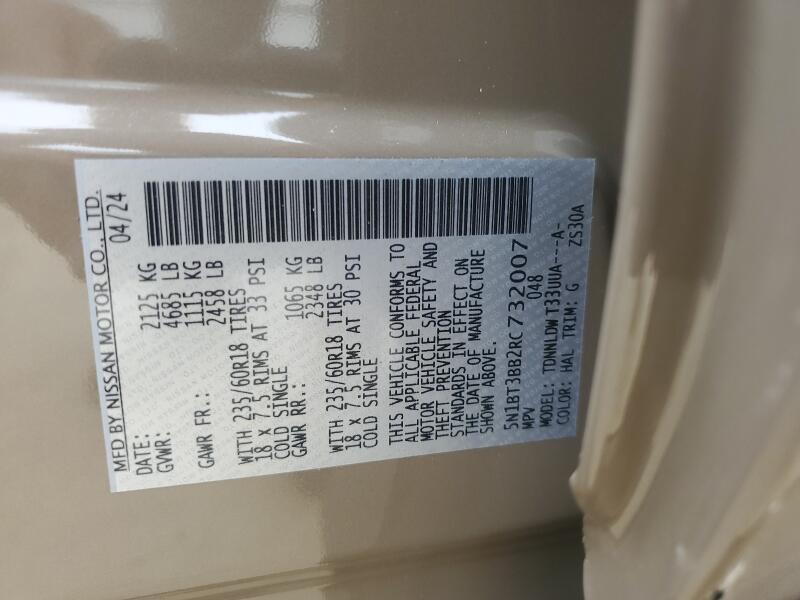 MFD BY NISSAN MOTOR CO., LTD.
DATE: 04/24
GVWR: 2125 KG
4685 LB
GAWR FR.: 1115 KG
2458 LB
WITH 235/60R18 TIRES
18 X 7.5 RIMS AT 33 PSI
COLD SINGLE
GAWR RR.: 1065 KG
2348 LB
WITH 235/60R18 TIRES
18 X 7.5 RIMS AT 30 PSI
COLD SINGLE
THIS VEHICLE CONFORMS TO
ALL APPLICABLE FEDERAL
MOTOR VEHICLE SAFETY AND
THEFT PREVENTION
STANDARDS IN EFFECT ON
THE DATE OF MANUFACTURE
SHOWN ABOVE.
5N1BT3BB2RC732007
MPV 048
MODEL: TDNNLDW T33UUA---A-
COLOR: HAL TRIM: G ZS30A